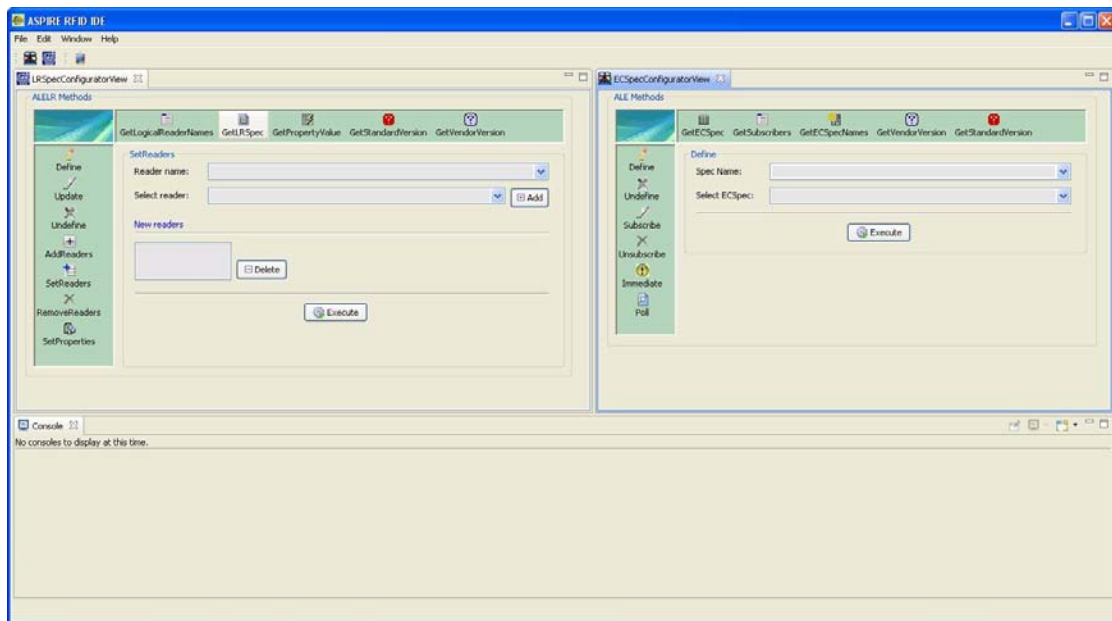 ASPIRE RFID IDE
File Edit Window Help
LRSpecConfiguratorView
ALELR Methods
GetLogicalReaderNames GetLRSpec GetPropertyValue GetStandardVersion GetVendorVersion
Define
Update
Undefine
AddReaders
SetReaders
RemoveReaders
SetProperties
SetReaders
Reader name:
Select reader:
Add
New readers
Delete
Execute
ECSpecConfiguratorView
ALE Methods
GetECSpec GetSubscribers GetECSpecNames GetVendorVersion GetStandardVersion
Define
Undefine
Subscribe
Unsubscribe
Immediate
Poll
Define
Spec Name:
Select ECSpec:
Execute
Console
No consoles to display at this time.